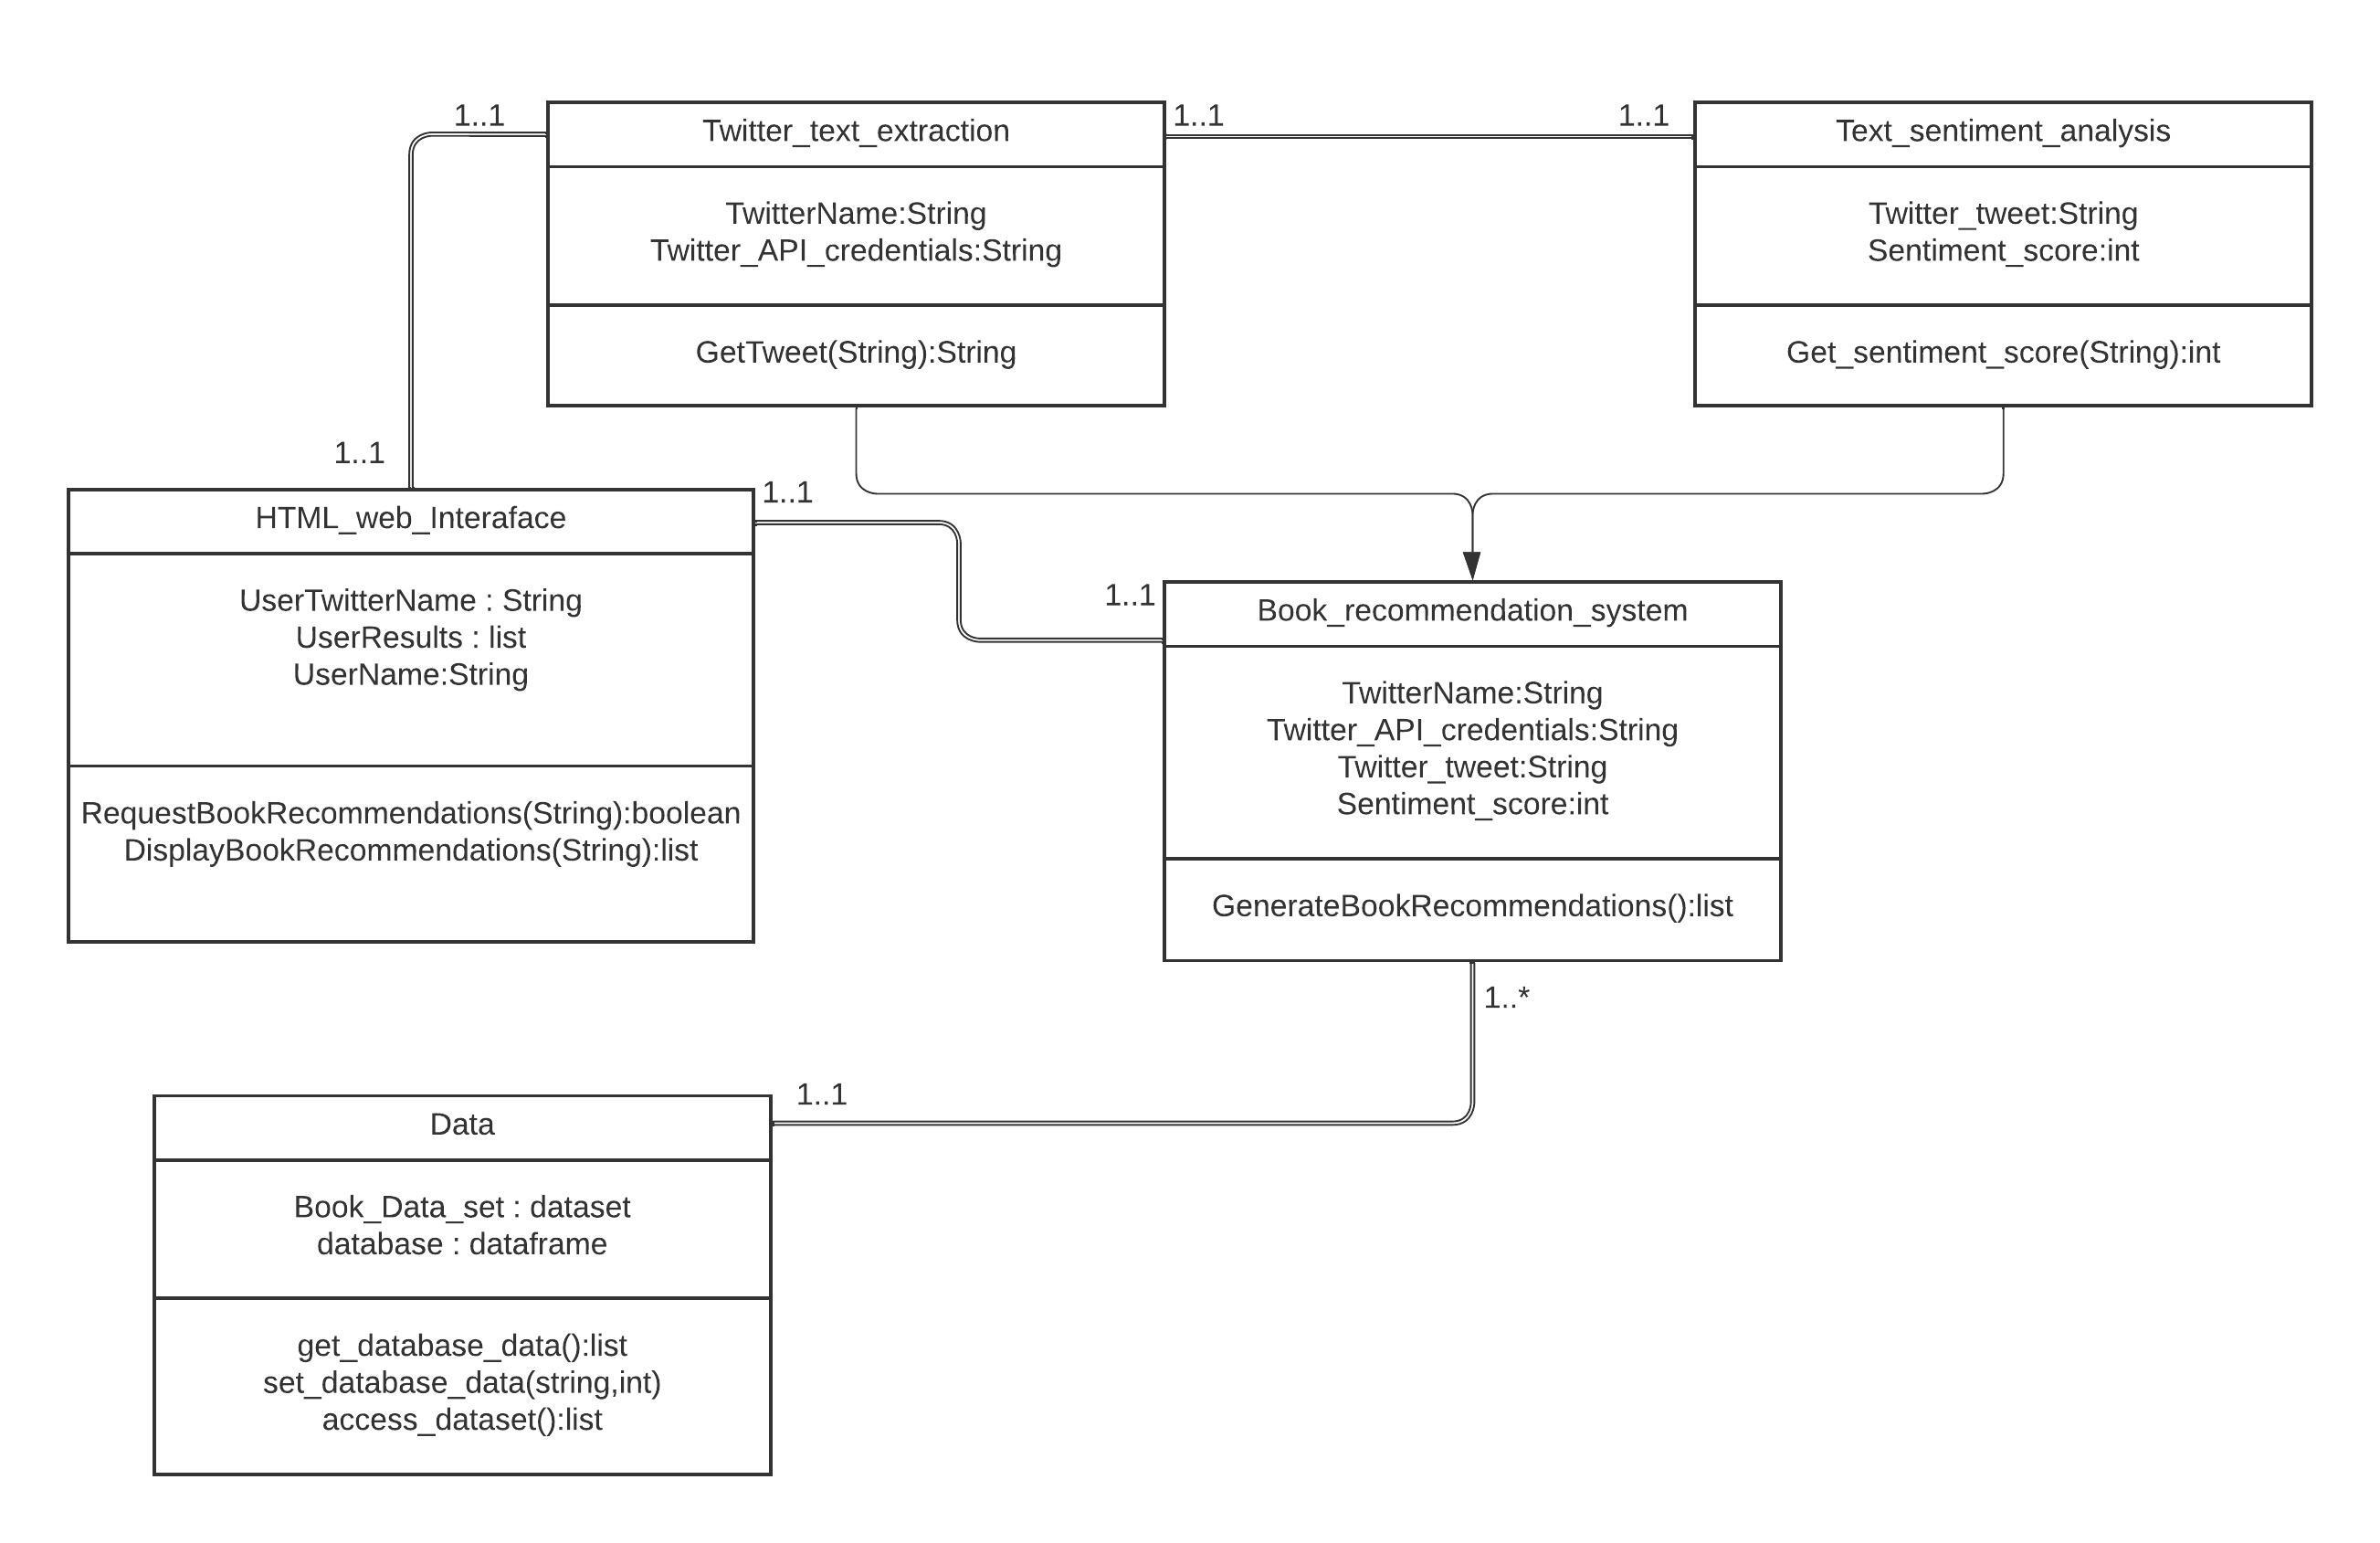 1..1
Twitter_text_extraction
TwitterName:String
Twitter_API_credentials:String
GetTweet(String):String
1..1
1..1
Text_sentiment_analysis
Twitter_tweet:String
Sentiment_score:int
Get_sentiment_score(String):int
1..1
HTML_web_Interaface
UserTwitterName : String
UserResults : list
UserName:String
RequestBookRecommendations(String):boolean
DisplayBookRecommendations(String):list
1..1
1..1
Book_recommendation_system
TwitterName:String
Twitter_API_credentials:String
Twitter_tweet:String
Sentiment_score:int
GenerateBookRecommendations():list
1..*
1..1
Data
Book_Data_set : dataset
database : dataframe
get_database_data():list
set_database_data(string,int)
access_dataset():list